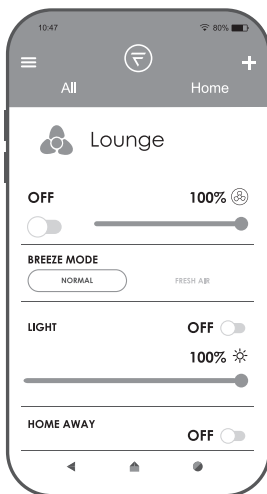 10:47 80%
All Home
Lounge
OFF 100%
BREEZE MODE
NORMAL FRESH AIR
LIGHT OFF
100%
HOME AWAY
OFF